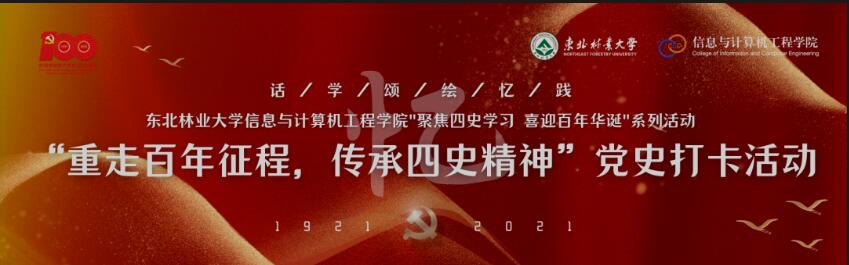 100
东北林业大学
NORTHEAST FORESTRY UNIVERSITY
信息与计算机工程学院
College of Information and Computer Engineering
话/学/颂/绘/忆/践
忆
东北林业大学信息与计算机工程学院"聚焦四史学习 喜迎百年华诞"系列活动
“重走百年征程，传承四史精神”党史打卡活动
1921 2021